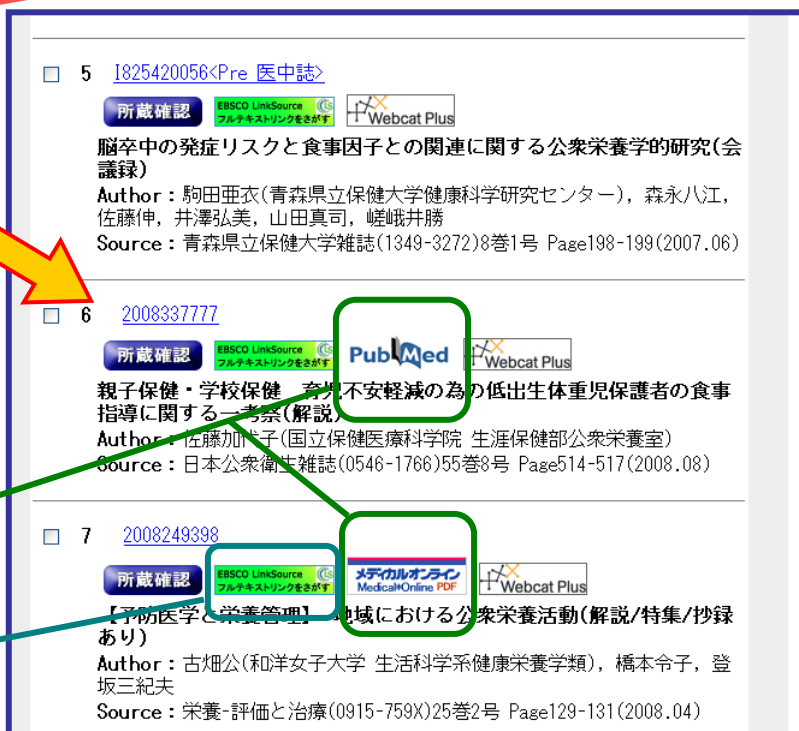 5 I825420056<Pre 医中誌>
所蔵確認 EBSCO LinkSource フルテキストリンクをさがす Webcat Plus
脳卒中の発症リスクと食事因子との関連に関する公衆栄養学的研究(会
議録)
Author：駒田亜衣(青森県立保健大学健康科学研究センター), 森永八江,
佐藤伸, 井澤弘美, 山田真司, 嵯峨井勝
Source：青森県立保健大学雑誌(1349-3272)8巻1号 Page198-199(2007.06)
6 2008337777
所蔵確認 EBSCO LinkSource フルテキストリンクをさがす PubMed Webcat Plus
親子保健・学校保健 育児不安軽減の為の低出生体重児保護者の食事
指導に関する一考察(解説)
Author：佐藤加代子(国立保健医療科学院 生涯保健部公衆栄養室)
Source：日本公衆衛生雑誌(0546-1766)55巻8号 Page514-517(2008.08)
7 2008249398
所蔵確認 EBSCO LinkSource フルテキストリンクをさがす メディカルオンライン Medical*Online PDF Webcat Plus
【予防医学と栄養管理】 地域における公衆栄養活動(解説/特集/抄録
あり)
Author：古畑公(和洋女子大学 生活科学系健康栄養学類), 橋本令子, 登
坂三紀夫
Source：栄養-評価と治療(0915-759X)25巻2号 Page129-131(2008.04)